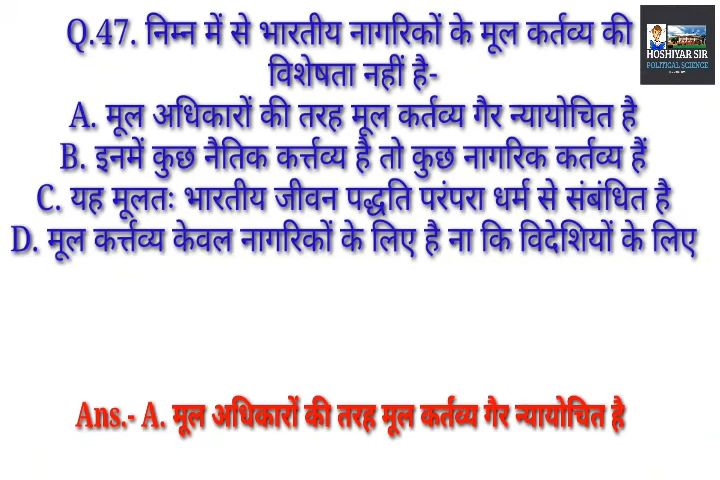 Q.47. निम्न में से भारतीय नागरिकों के मूल कर्तव्य की
विशेषता नहीं है-
A. मूल अधिकारों की तरह मूल कर्तव्य गैर न्यायोचित है
B. इनमें कुछ नैतिक कर्त्तव्य है तो कुछ नागरिक कर्तव्य हैं
C. यह मूलतः भारतीय जीवन पद्धति परंपरा धर्म से संबंधित है
D. मूल कर्त्तव्य केवल नागरिकों के लिए है ना कि विदेशियों के लिए
HOSHIYAR SIR
POLITICAL SCIENCE
Ans.- A. मूल अधिकारों की तरह मूल कर्तव्य गैर न्यायोचित है